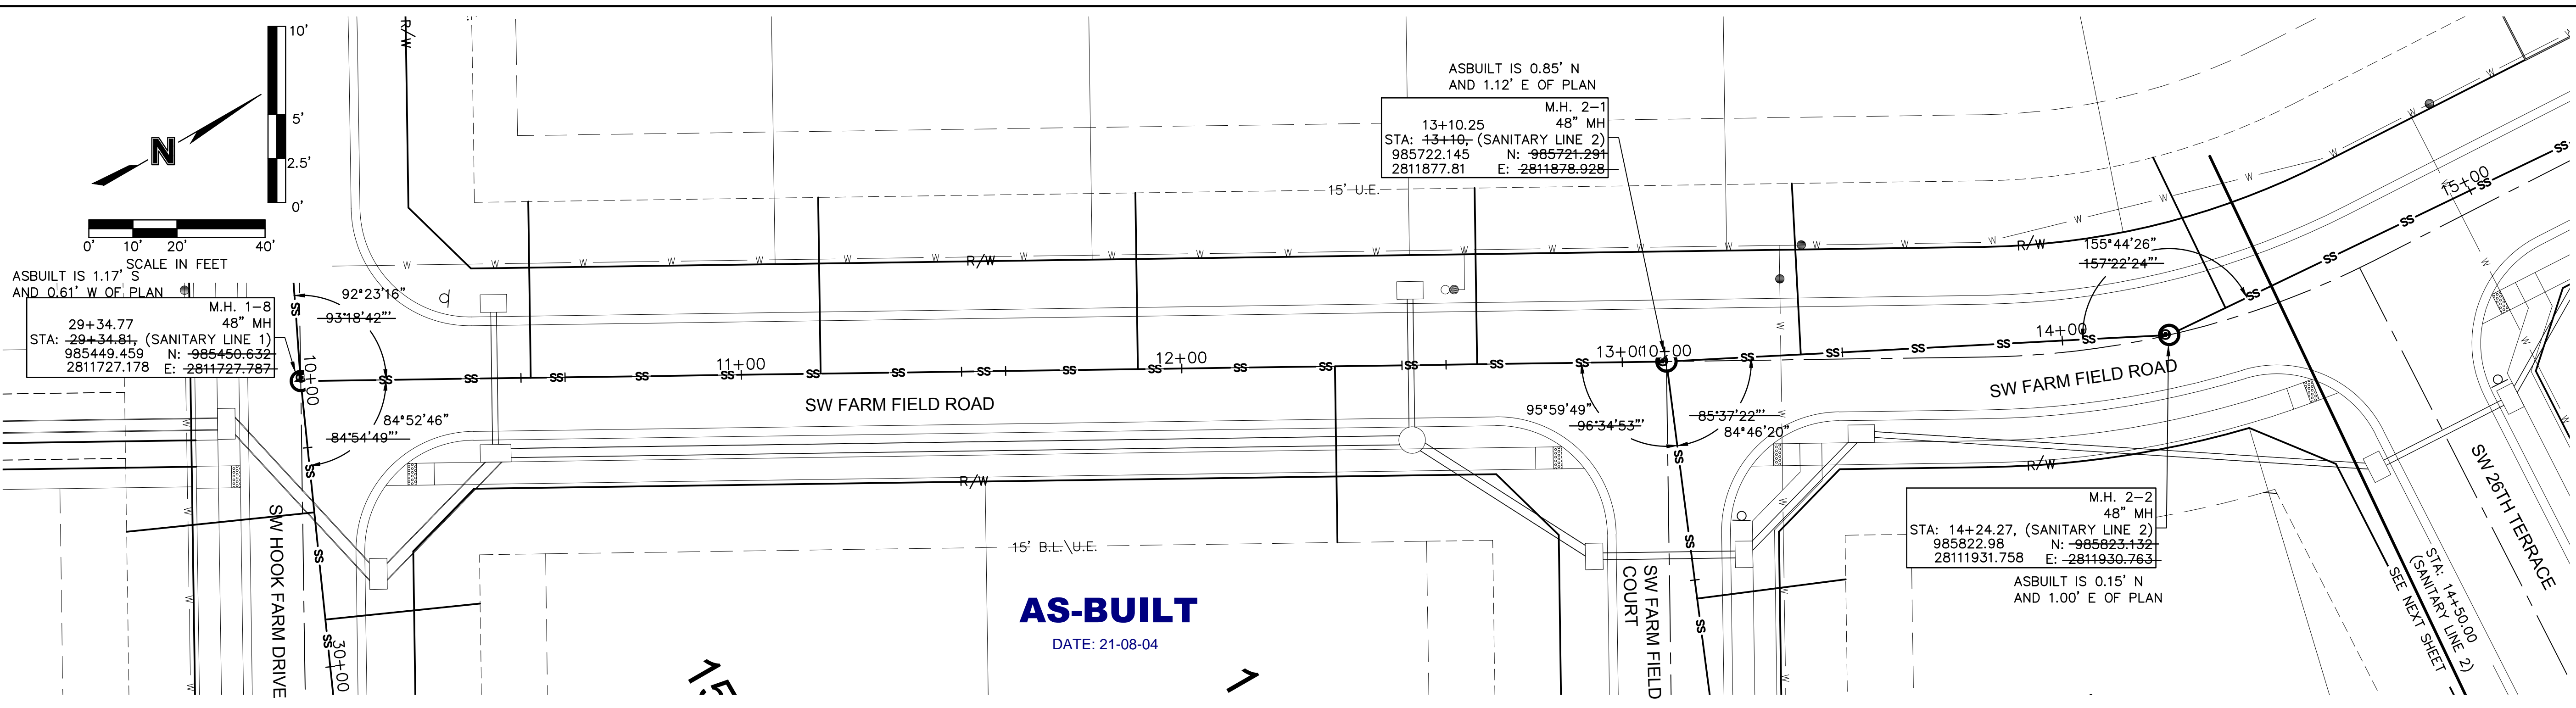 10'
5'
2.5'
0'
N
0' 10' 20' 40'
SCALE IN FEET
R/W
ASBUILT IS 1.17' S
AND 0.61' W OF PLAN
M.H. 1-8
29+34.77 48" MH
STA: 29+34.81, (SANITARY LINE 1)
985449.459 N: 985450.632
2811727.178 E: 2811727.787
92°23'16"
93°18'42"'
84°52'46"
84°54'49"'
10+00
11+00
12+00
13+00
10+00
14+00
15+00
30+00
R/W
R/W
R/W
R/W
15' U.E.
15' B.L.\U.E.
SW FARM FIELD ROAD
SW FARM FIELD ROAD
SW HOOK FARM DRIVE
SW FARM FIELD
COURT
SW 26TH TERRACE
ASBUILT IS 0.85' N
AND 1.12' E OF PLAN
M.H. 2-1
13+10.25 48" MH
STA: 13+10, (SANITARY LINE 2)
985722.145 N: 985721.291
2811877.81 E: 2811878.928
95°59'49"
96°34'53"'
85°37'22"'
84°46'20"
155°44'26"
157°22'24"'
M.H. 2-2
48" MH
STA: 14+24.27, (SANITARY LINE 2)
985822.98 N: 985823.132
28111931.758 E: 2811930.763
ASBUILT IS 0.15' N
AND 1.00' E OF PLAN
STA: 14+50.00
(SANITARY LINE 2)
SEE NEXT SHEET
AS-BUILT
DATE: 21-08-04
1